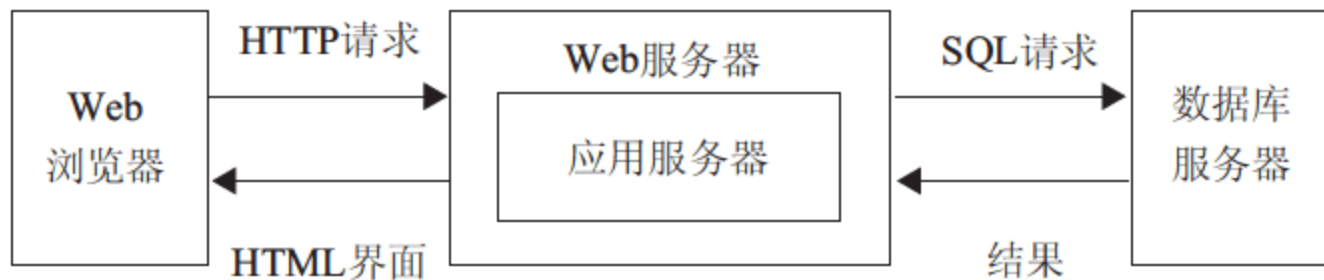 HTTP请求
Web服务器
SQL请求
Web
浏览器
应用服务器
数据库
服务器
HTML界面
结果